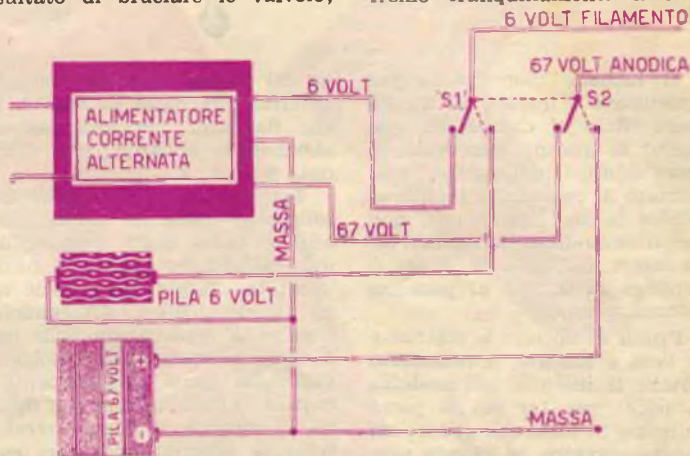 di bruciare le valvole,
6 VOLT FILAMENTO
67 VOLT ANODICA
6 VOLT
S1
S2
ALIMENTATORE
CORRENTE
ALTERNATA
MASSA
67 VOLT
PILA 6 VOLT
PILA 67 VOLT
+
-
MASSA